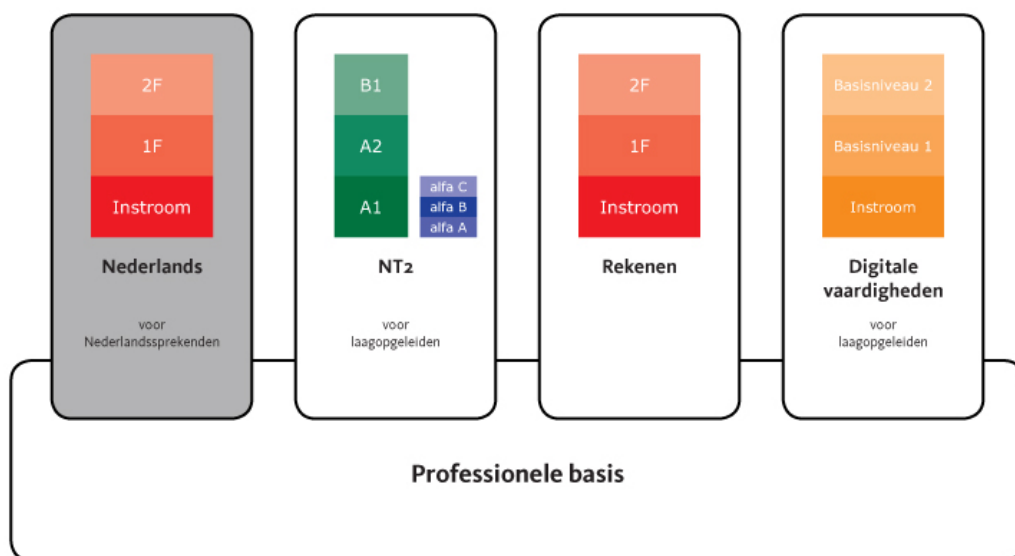 2F
1F
Instroom
Nederlands
voor
Nederlandssprekenden
B1
A2
A1
alfa C
alfa B
alfa A
NT2
voor
laagopgeleiden
2F
1F
Instroom
Rekenen
Basisniveau 2
Basisniveau 1
Instroom
Digitale
vaardigheden
voor
laagopgeleiden
Professionele basis